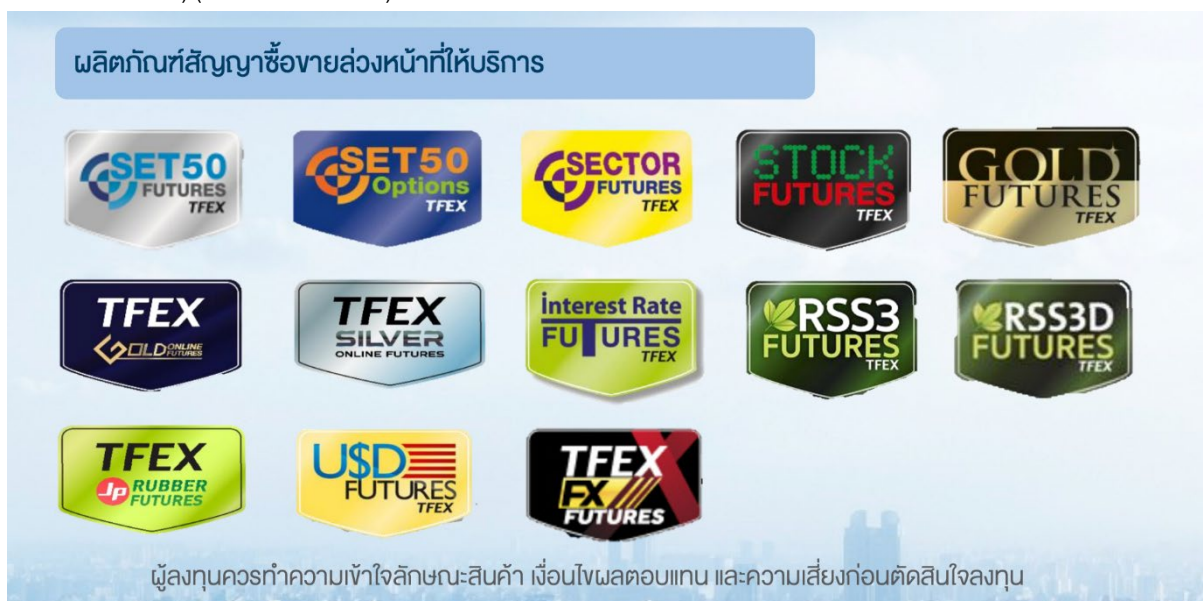 ผลิตภัณฑ์สัญญาซื้อขายล่วงหน้าที่ให้บริการ
SET50
FUTURES
TFEX
SET50
Options
TFEX
SECTOR
FUTURES
TFEX
STOCK
FUTURES
TFEX
GOLD
FUTURES
TFEX
TFEX
GOLD ONLINE
FUTURES
TFEX
SILVER
ONLINE FUTURES
Interest Rate
FUTURES
TFEX
RSS3
FUTURES
TFEX
RSS3D
FUTURES
TFEX
TFEX
Jp RUBBER
FUTURES
U$D
FUTURES
TFEX
TFEX
FX
FUTURES
ผู้ลงทุนควรทำความเข้าใจลักษณะสินค้า เงื่อนไขผลตอบแทน และความเสี่ยงก่อนตัดสินใจลงทุน